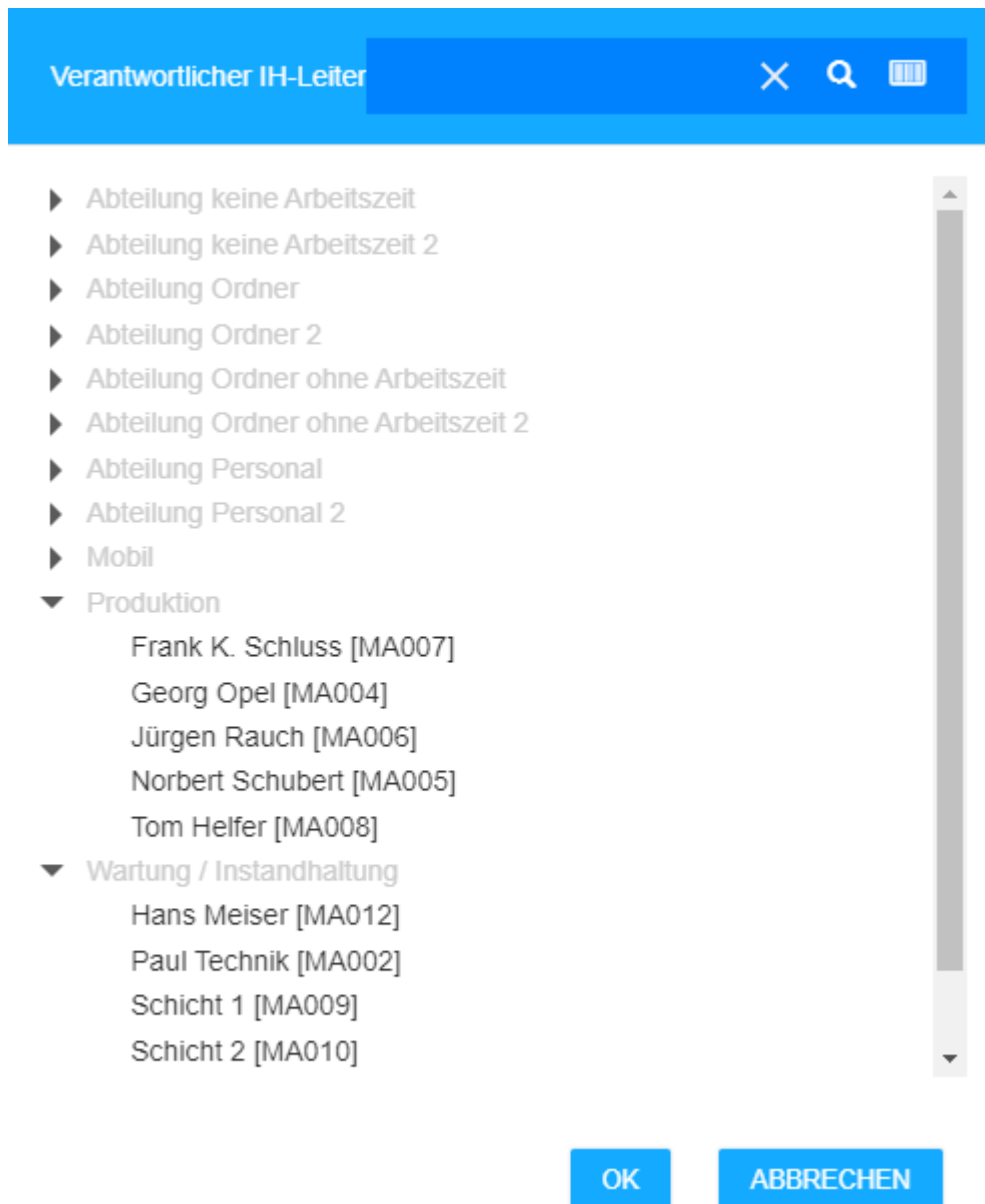 Verantwortlicher IH-Leiter
Abteilung keine Arbeitszeit
Abteilung keine Arbeitszeit 2
Abteilung Ordner
Abteilung Ordner 2
Abteilung Ordner ohne Arbeitszeit
Abteilung Ordner ohne Arbeitszeit 2
Abteilung Personal
Abteilung Personal 2
Mobil
Produktion
Frank K. Schluss [MA007]
Georg Opel [MA004]
Jürgen Rauch [MA006]
Norbert Schubert [MA005]
Tom Helfer [MA008]
Wartung / Instandhaltung
Hans Meiser [MA012]
Paul Technik [MA002]
Schicht 1 [MA009]
Schicht 2 [MA010]
OK ABBRECHEN